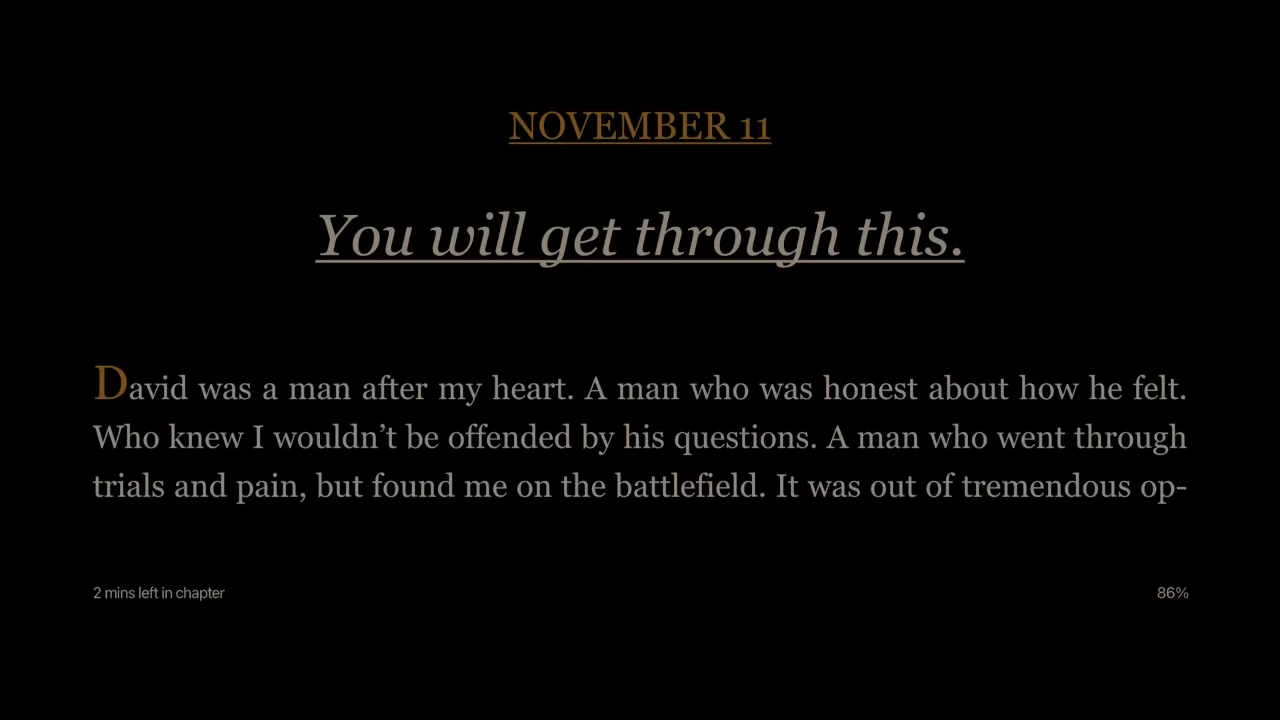 NOVEMBER 11
You will get through this.
David was a man after my heart. A man who was honest about how he felt.
Who knew I wouldn’t be offended by his questions. A man who went through
trials and pain, but found me on the battlefield. It was out of tremendous op-
2 mins left in chapter
86%